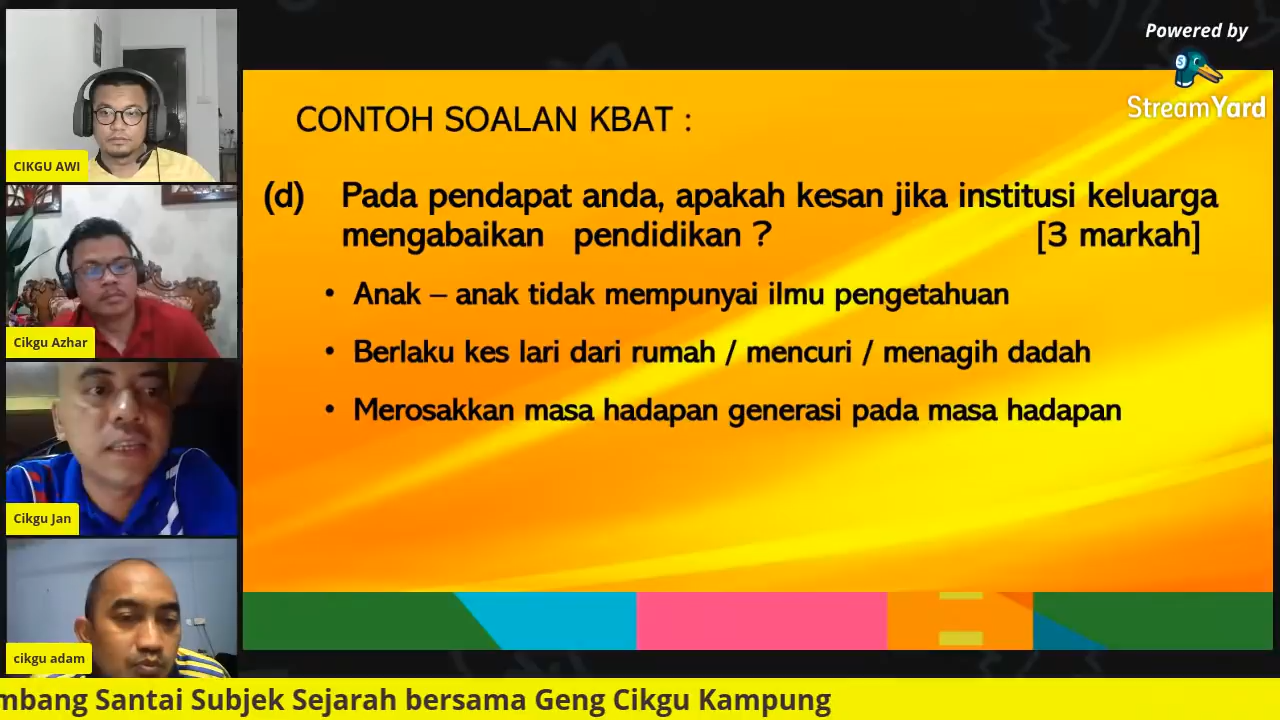 Powered by
StreamYard
CIKGU AWI
Cikgu Azhar
Cikgu Jan
cikgu adam
CONTOH SOALAN KBAT :
(d) Pada pendapat anda, apakah kesan jika institusi keluarga
mengabaikan pendidikan ? [3 markah]
• Anak – anak tidak mempunyai ilmu pengetahuan
• Berlaku kes lari dari rumah / mencuri / menagih dadah
• Merosakkan masa hadapan generasi pada masa hadapan
mbang Santai Subjek Sejarah bersama Geng Cikgu Kampung